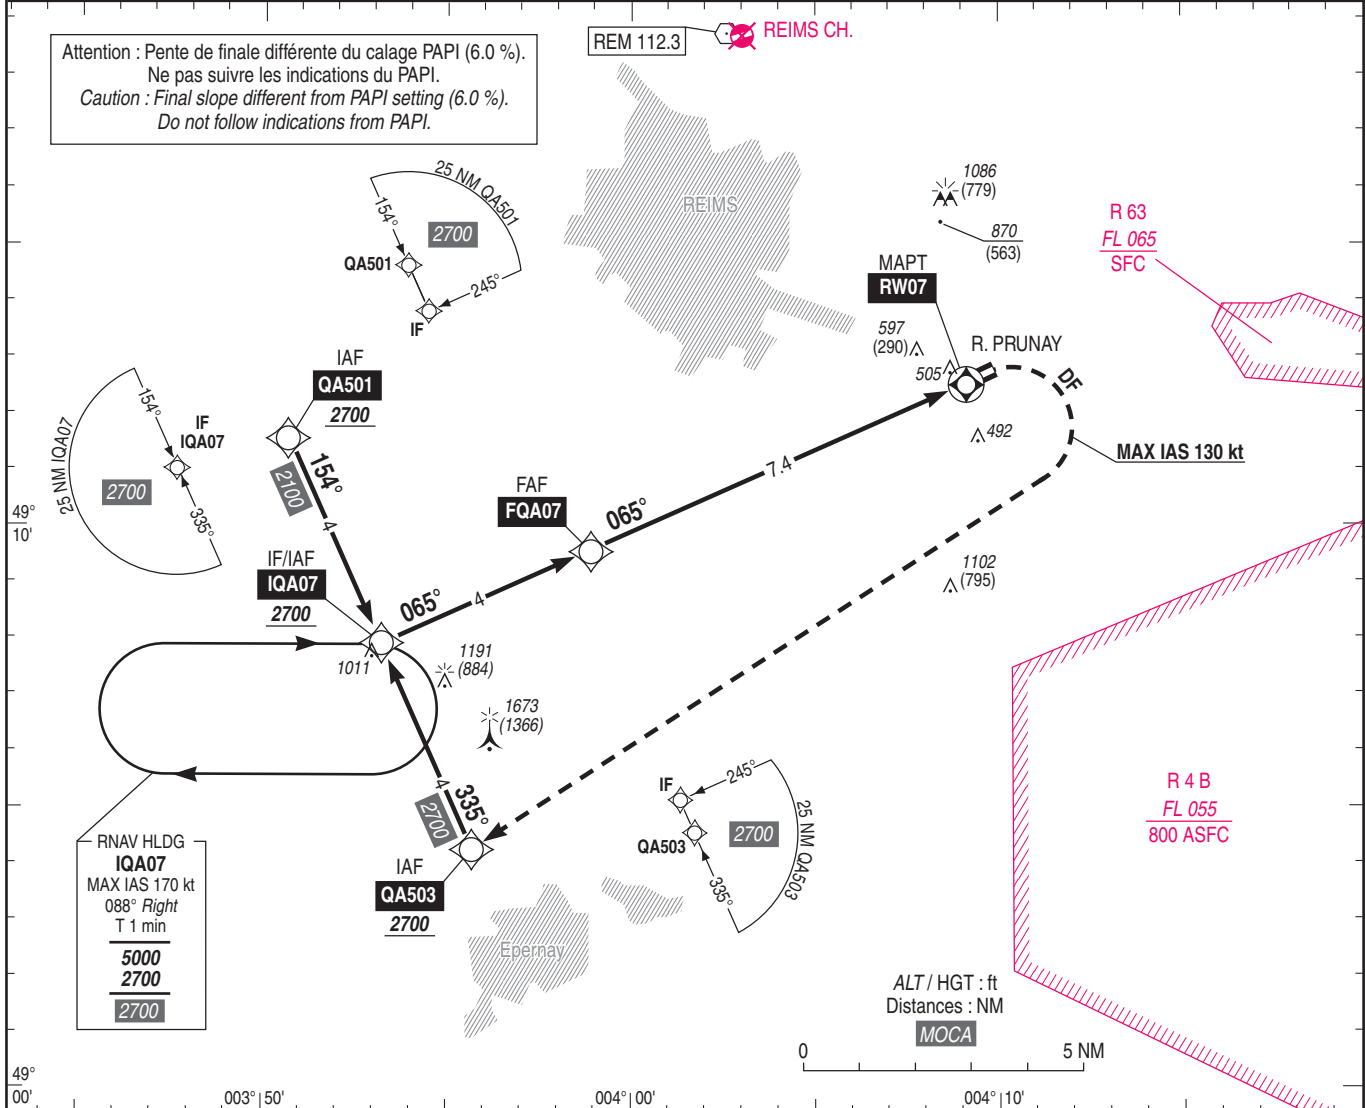 Attention : Pente de finale différente du calage PAPI (6.0 %).
Ne pas suivre les indications du PAPI.
Caution : Final slope different from PAPI setting (6.0 %).
Do not follow indications from PAPI.
REM 112.3
REIMS CH.
25 NM QA501
154°
2700
QA501
245°
IF
REIMS
1086
(779)
870
(563)
R 63
FL 065
SFC
MAPT
RW07
597
(290)
505
R. PRUNAY
DF
492
MAX IAS 130 kt
IAF
QA501
2700
154°
IF
IQA07
25 NM IQA07
2700
335°
2100
154°
4
7.4
FAF
FQA07
065°
49°
10'
IF/IAF
IQA07
2700
065°
4
1102
(795)
1011
1191
(884)
1673
(1366)
4
335°
2700
IAF
QA503
2700
IF
245°
QA503
2700
25 NM QA503
335°
R 4 B
FL 055
800 ASFC
RNAV HLDG
IQA07
MAX IAS 170 kt
088° Right
T 1 min
5000
2700
2700
Epernay
ALT / HGT : ft
Distances : NM
MOCA
0
5 NM
49°
00'
003° 50'
004° 00'
004° 10'